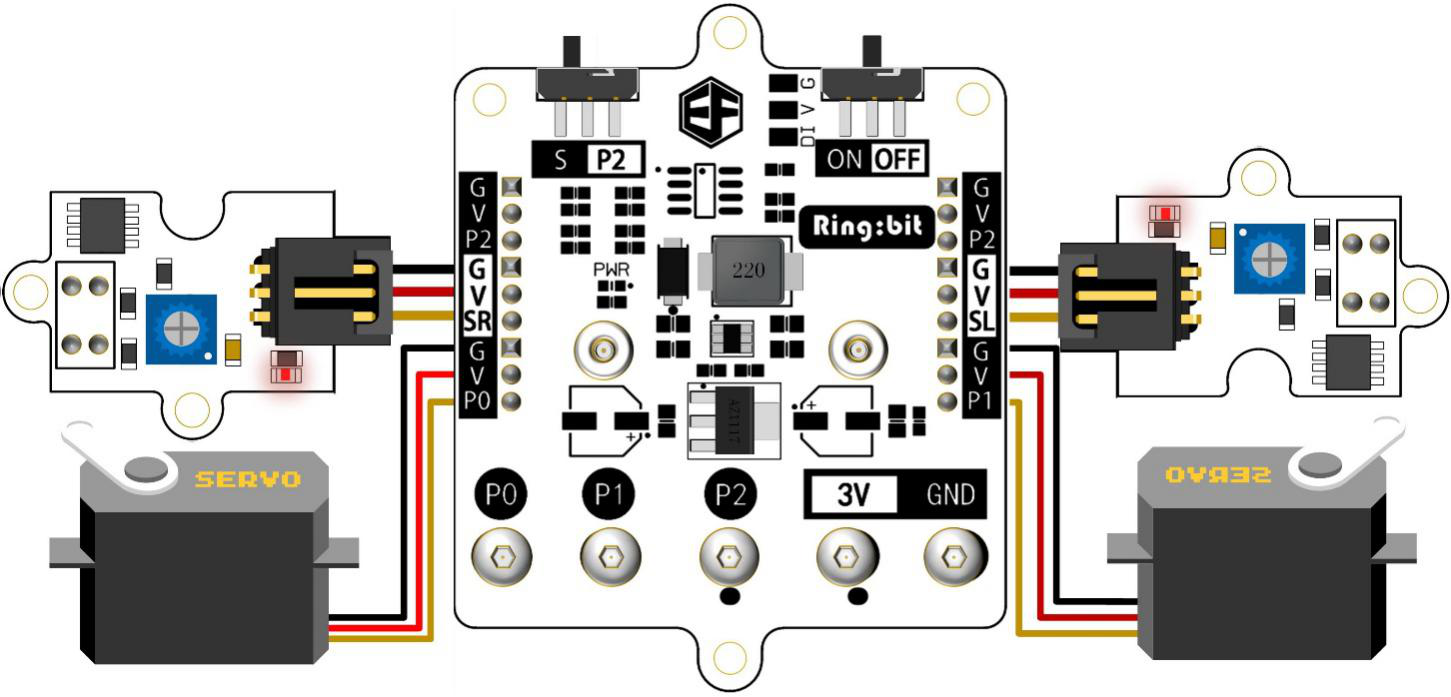 EF
G
V
DI
S P2
ON OFF
G
V
P2
G
V
SR
G
V
P0
PWR
220
Ring:bit
G
V
P2
G
V
SL
G
V
P1
AZ1117
+
+
SERVO
SERVO
P0
P1
P2
3V GND